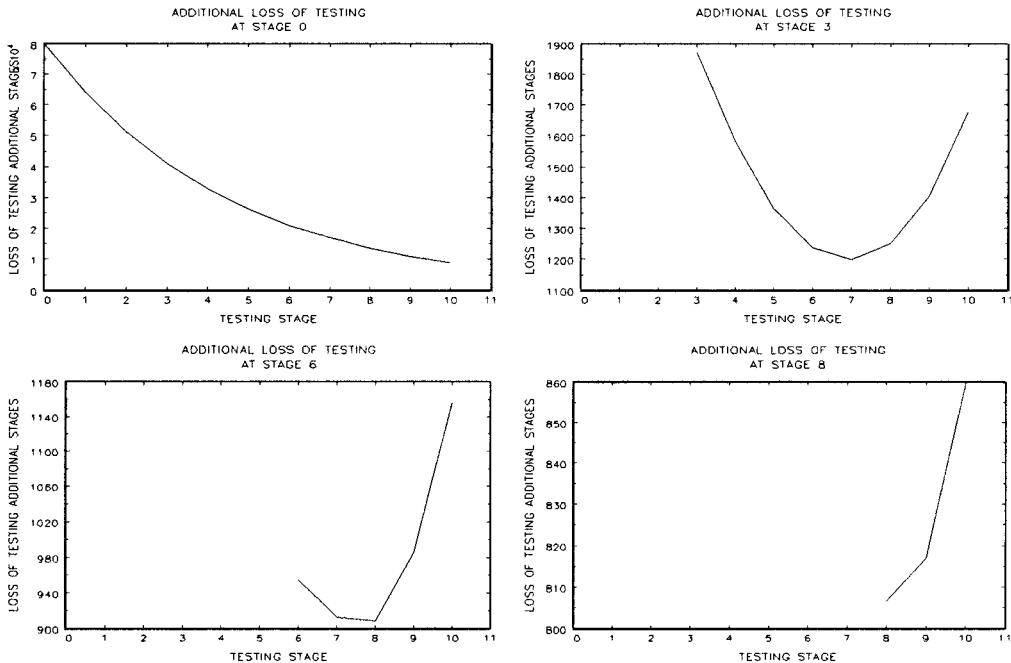 ADDITIONAL LOSS OF TESTING
AT STAGE 0
LOSS OF TESTING ADDITIONAL
8
7
6
5
4
3
2
1
0
0 1 2 3 4 5 6 7 8 9 10 11
TESTING STAGE
ADDITIONAL LOSS OF TESTING
AT STAGE 3
LOSS OF TESTING ADDITIONAL STAGES
1900
1800
1700
1600
1500
1400
1300
1200
1100
0 1 2 3 4 5 6 7 8 9 10 11
TESTING STAGE
ADDITIONAL LOSS OF TESTING
AT STAGE 6
LOSS OF TESTING ADDITIONAL STAGES
1180
1140
1100
1060
1020
980
940
900
0 1 2 3 4 5 6 7 8 9 10 11
TESTING STAGE
ADDITIONAL LOSS OF TESTING
AT STAGE 8
LOSS OF TESTING ADDITIONAL STAGES
860
850
840
830
820
810
800
0 1 2 3 4 5 6 7 8 9 10 11
TESTING STAGE